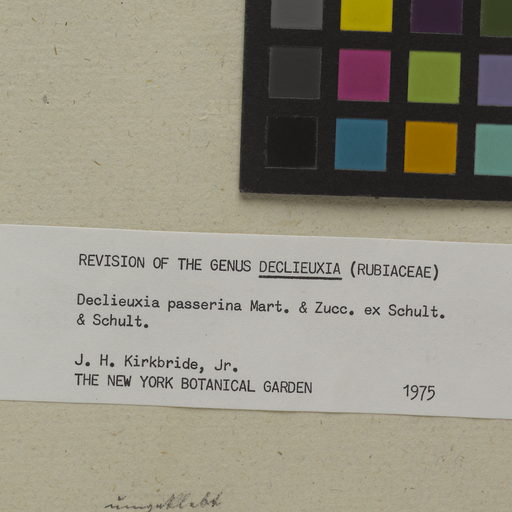 REVISION OF THE GENUS DECLIEUXIA (RUBIACEAE)
Declieuxia passerina Mart. & Zucc. ex Schult.
& Schult.
J. H. Kirkbride, Jr.
THE NEW YORK BOTANICAL GARDEN 1975
umgeklebt